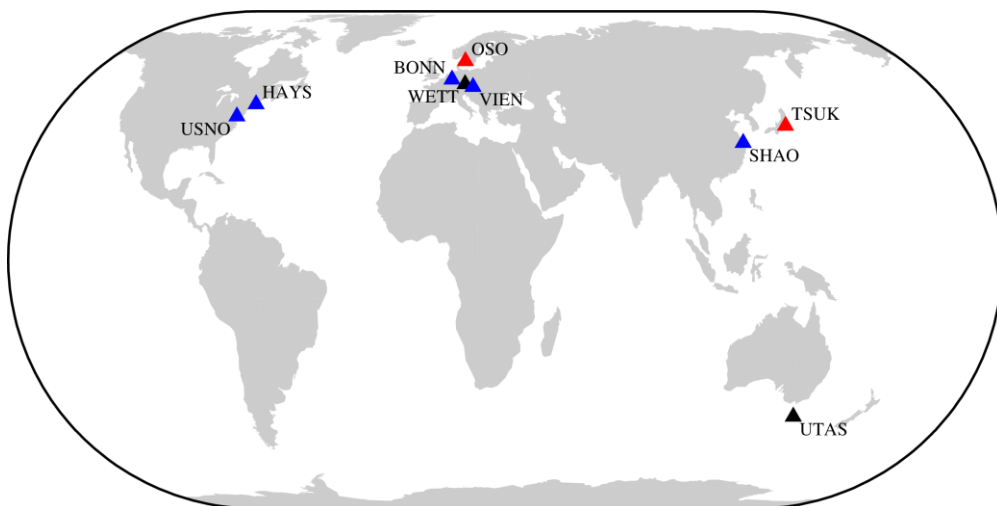 OSO
BONN
HAYS
WETT
VIEN
TSUK
USNO
SHAO
UTAS